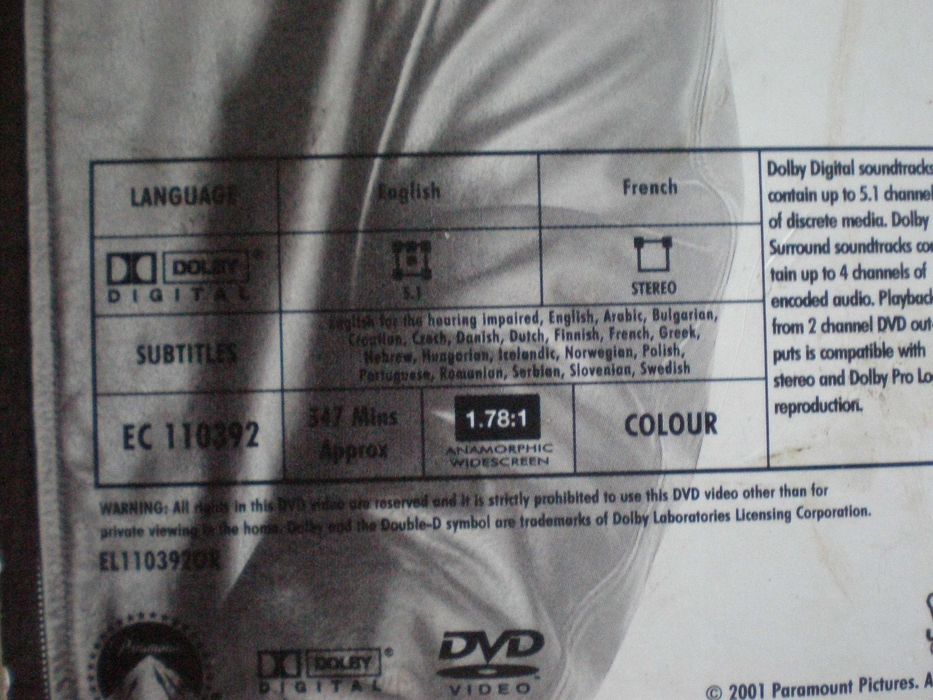 LANGUAGE English French
DOLBY DIGITAL 5.1 STEREO
SUBTITLES
English for the hearing impaired, English, Arabic, Bulgarian,
Croatian, Czech, Danish, Dutch, Finnish, French, Greek,
Hebrew, Hungarian, Icelandic, Norwegian, Polish,
Portuguese, Romanian, Serbian, Slovenian, Swedish
EC 110392
347 Mins
Approx
1.78:1
ANAMORPHIC
WIDESCREEN
COLOUR
Dolby Digital soundtracks
contain up to 5.1 channel
of discrete media. Dolby
Surround soundtracks con
tain up to 4 channels of
encoded audio. Playback
from 2 channel DVD out-
puts is compatible with
stereo and Dolby Pro Lo
reproduction.
WARNING: All rights in this DVD video are reserved and it is strictly prohibited to use this DVD video other than for
private viewing in the home. Dolby and the Double-D symbol are trademarks of Dolby Laboratories Licensing Corporation.
EL110392OR
Paramount
DOLBY
DIGITAL
DVD
VIDEO
© 2001 Paramount Pictures. A